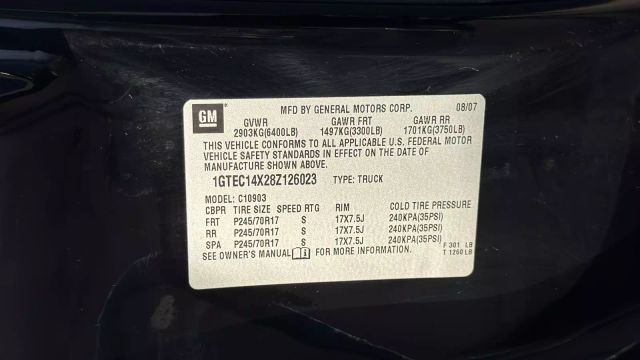 GM MFD BY GENERAL MOTORS CORP. 08/07
GVWR GAWR FRT GAWR RR
2903KG(6400LB) 1497KG(3300LB) 1701KG(3750LB)
THIS VEHICLE CONFORMS TO ALL APPLICABLE U.S. FEDERAL MOTOR
VEHICLE SAFETY STANDARDS IN EFFECT ON THE DATE OF
MANUFACTURE SHOWN ABOVE.
1GTEC14X28Z126023 TYPE: TRUCK
MODEL: C10903
CBPR TIRE SIZE SPEED RTG RIM COLD TIRE PRESSURE
FRT P245/70R17 S 17X7.5J 240KPA(35PSI)
RR P245/70R17 S 17X7.5J 240KPA(35PSI)
SPA P245/70R17 S 17X7.5J 240KPA(35PSI)
SEE OWNER'S MANUAL FOR MORE INFORMATION.
F 301 LB
T 1260 LB